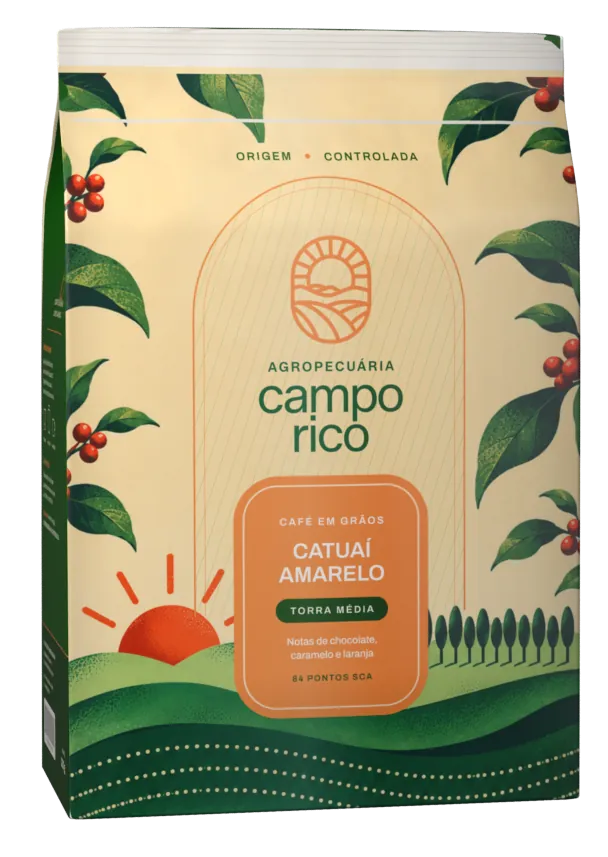 ORIGEM • CONTROLADA
AGROPECUÁRIA
campo
rico
CAFÉ EM GRÃOS
CATUAÍ
AMARELO
TORRA MÉDIA
Notas de chocolate,
caramelo e laranja
84 PONTOS SCA